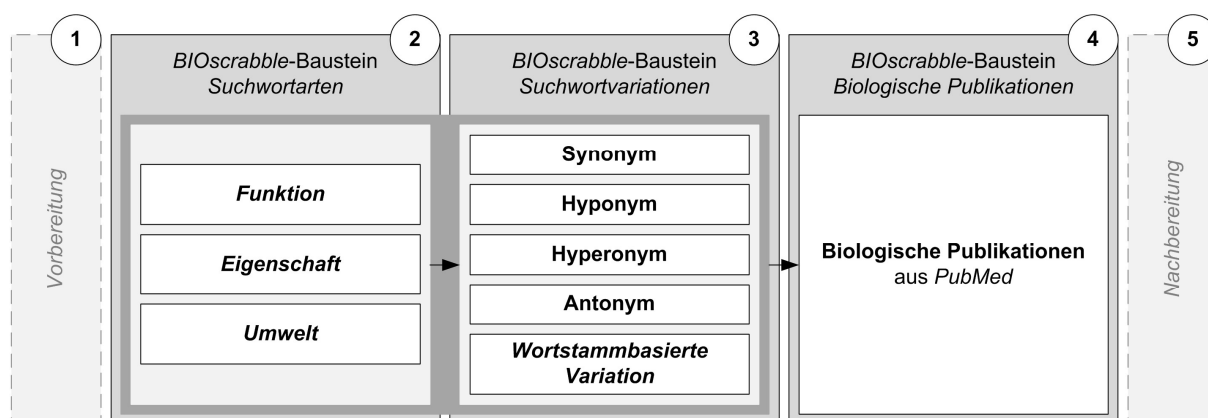 1
Vorbereitung
2
BIOscrabble-Baustein
Suchwortarten
Funktion
Eigenschaft
Umwelt
3
BIOscrabble-Baustein
Suchwortvariationen
Synonym
Hyponym
Hyperonym
Antonym
Wortstammbasierte
Variation
4
BIOscrabble-Baustein
Biologische Publikationen
Biologische Publikationen
aus PubMed
5
Nachbereitung